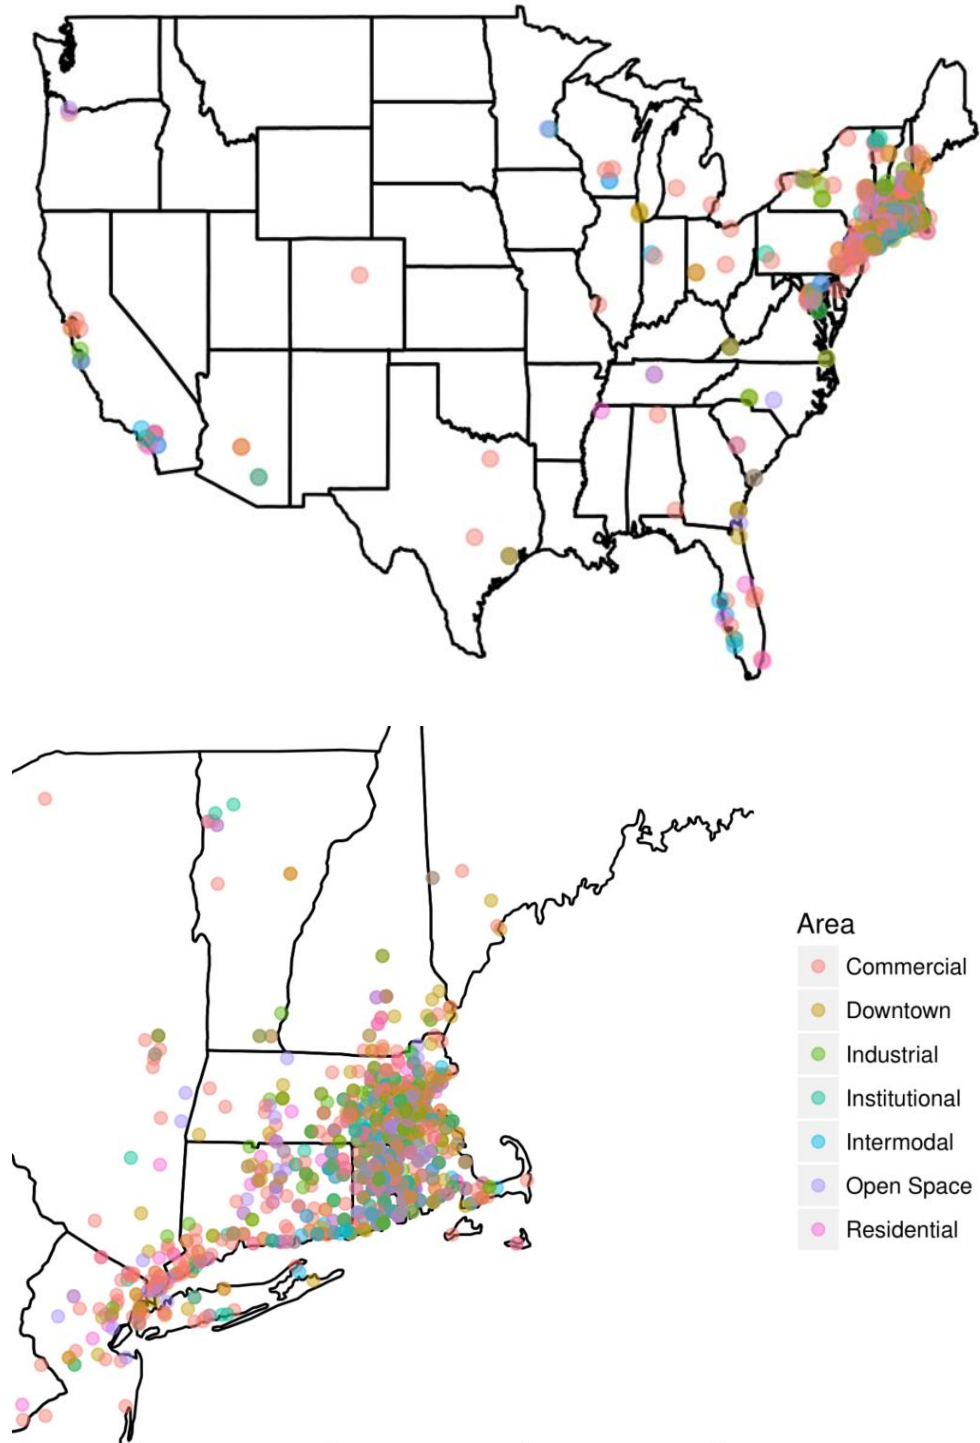 Area
Commercial
Downtown
Industrial
Institutional
Intermodal
Open Space
Residential